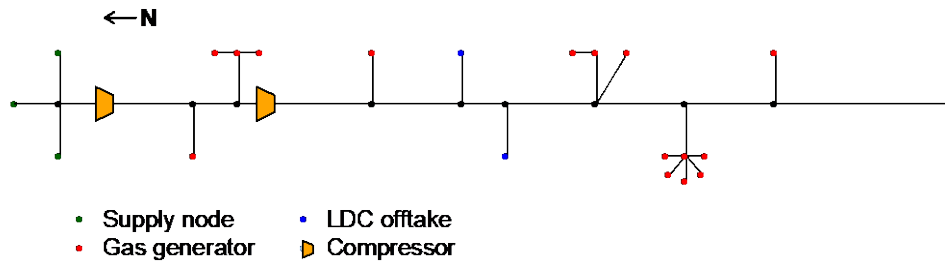 N
Supply node
LDC offtake
Gas generator
Compressor